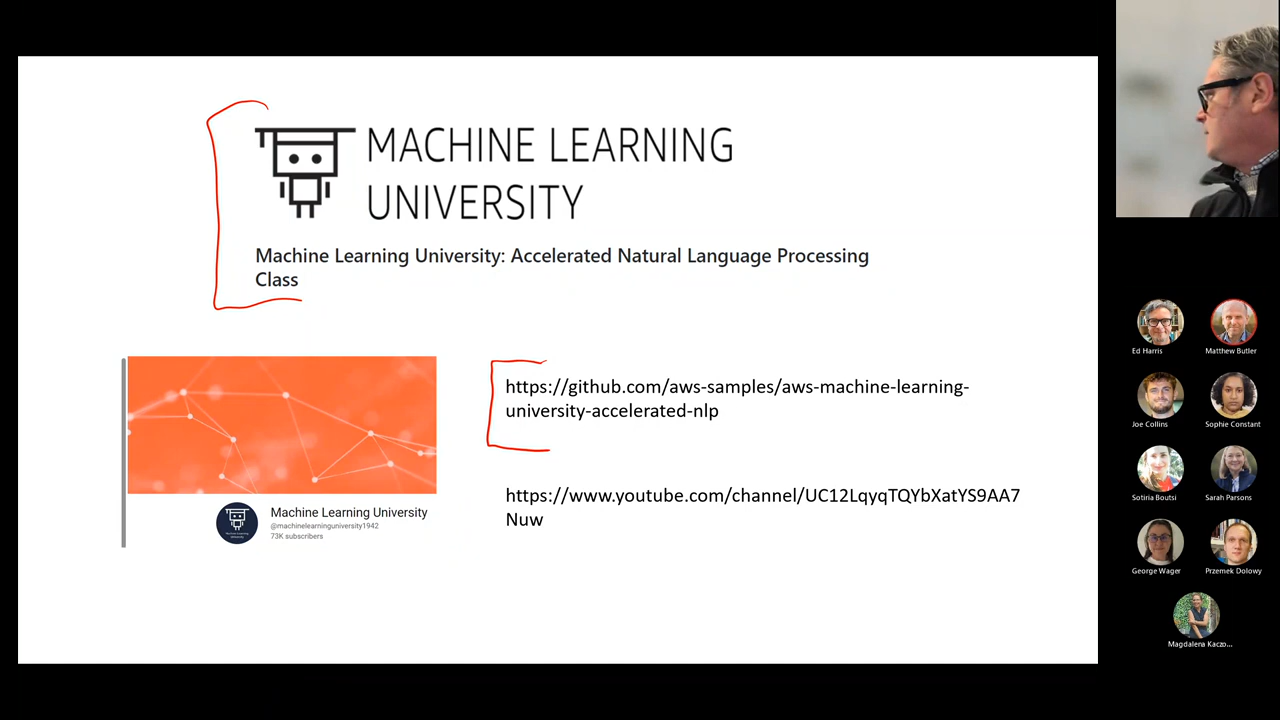 MACHINE LEARNING
UNIVERSITY
Machine Learning University: Accelerated Natural Language Processing
Class
https://github.com/aws-samples/aws-machine-learning-
university-accelerated-nlp
Machine Learning University
@machinelearninguniversity1942
73K subscribers
https://www.youtube.com/channel/UC12LqyqTQYbXatYS9AA7
Nuw
Ed Harris
Matthew Butler
Joe Collins
Sophie Constant
Sotiria Boutsi
Sarah Parsons
George Wager
Przemek Dolowy
Magdalena Kaczo...